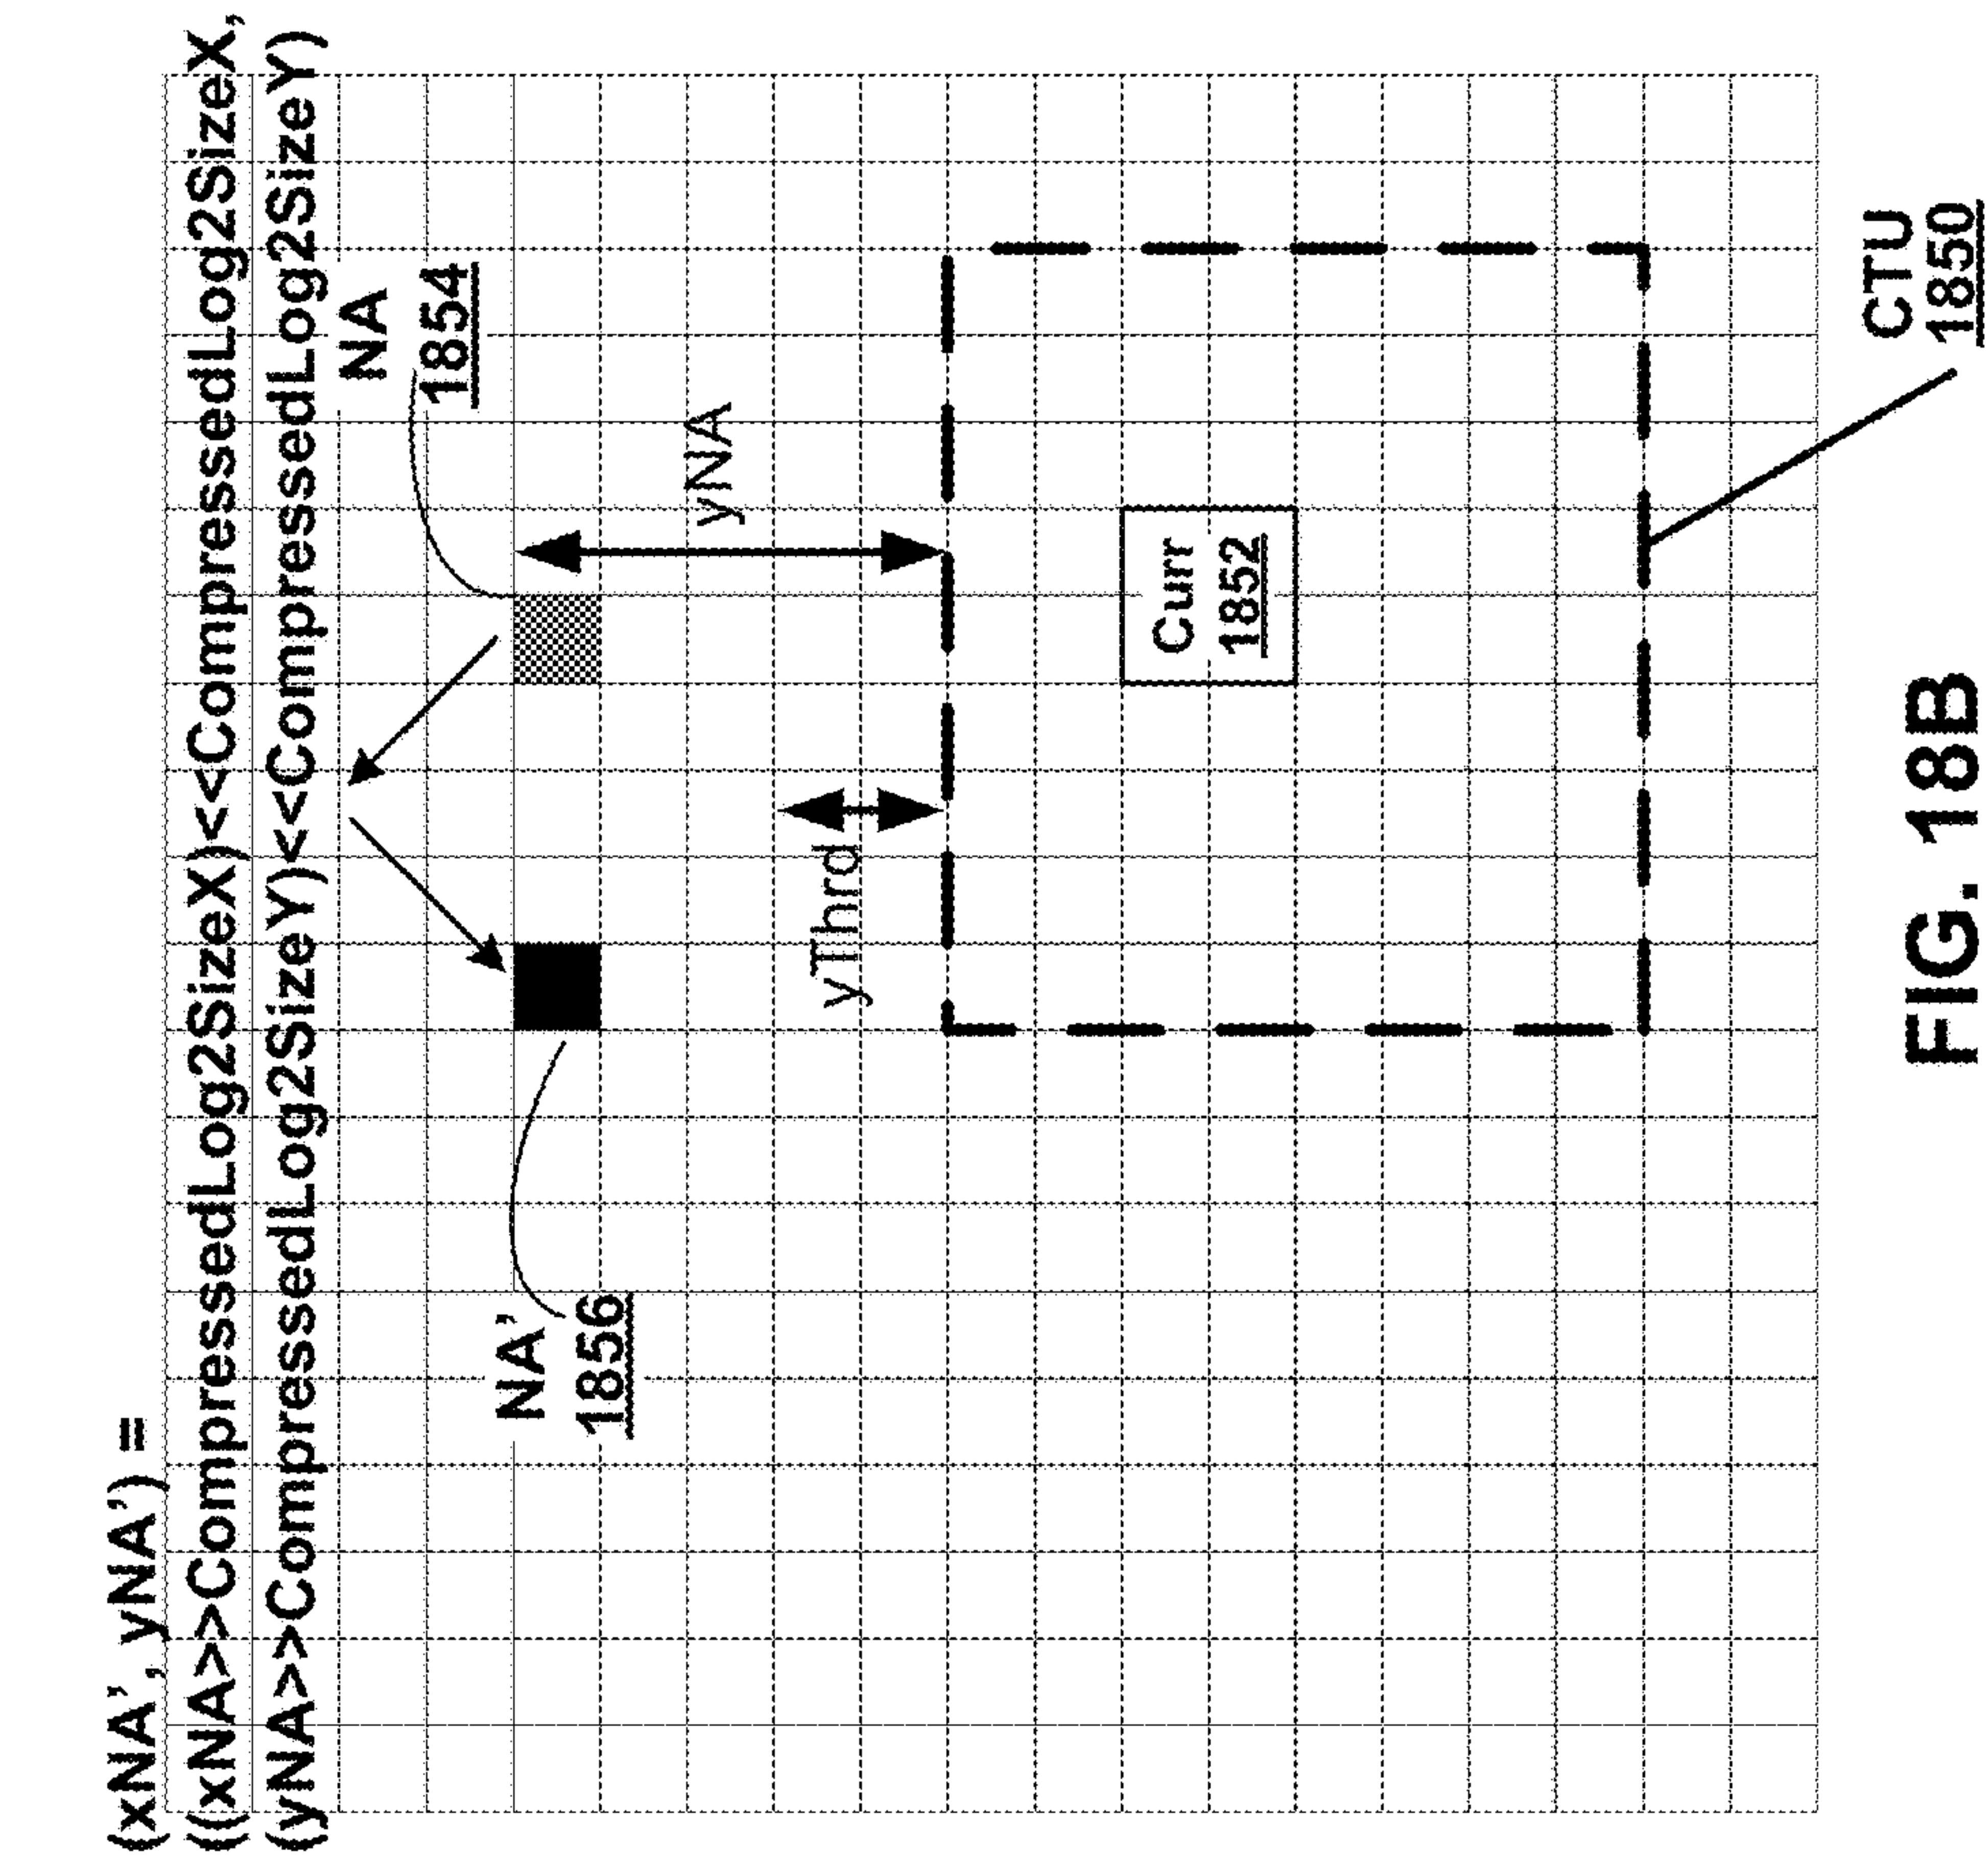 (xNA’, yNA’) =
((xNA>>CompressedLog2SizeX)<<CompressedLog2SizeX,
(yNA>>CompressedLog2SizeY)<<CompressedLog2SizeY)
NA
1854
NA’
1856
yNA
yThrd
Curr
1852
CTU
1850
FIG. 18B